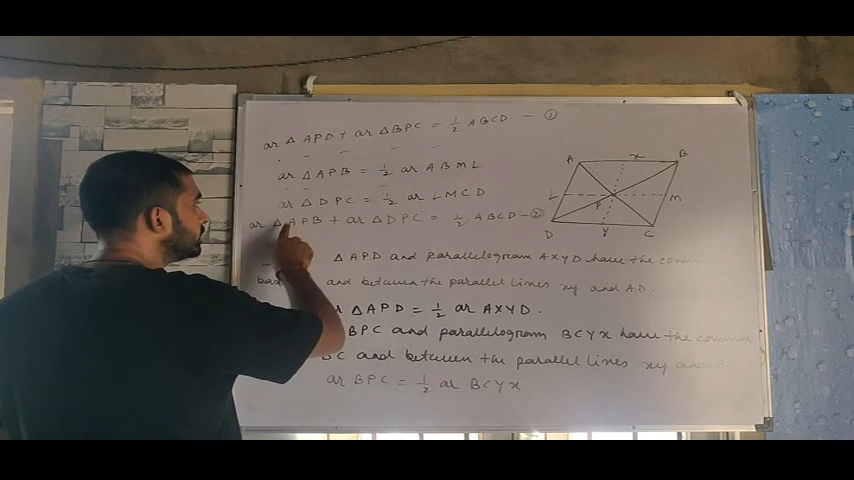 ar △ APD + ar △ BPC = 1/2 ABCD - ①
ar △ APB = 1/2 ar ABML
ar △ DPC = 1/2 ar LMCD
ar △ APB + ar △ DPC = 1/2 ABCD - ②
△ APD and parallelogram AXYD have the
and between the parallel lines xy and AD.
△ APD = 1/2 ar AXYD.
BPC and parallelogram BCYX have the common
BC and between the parallel lines xy and
ar BPC = 1/2 ar BCYX
A x B
L P M
D Y C